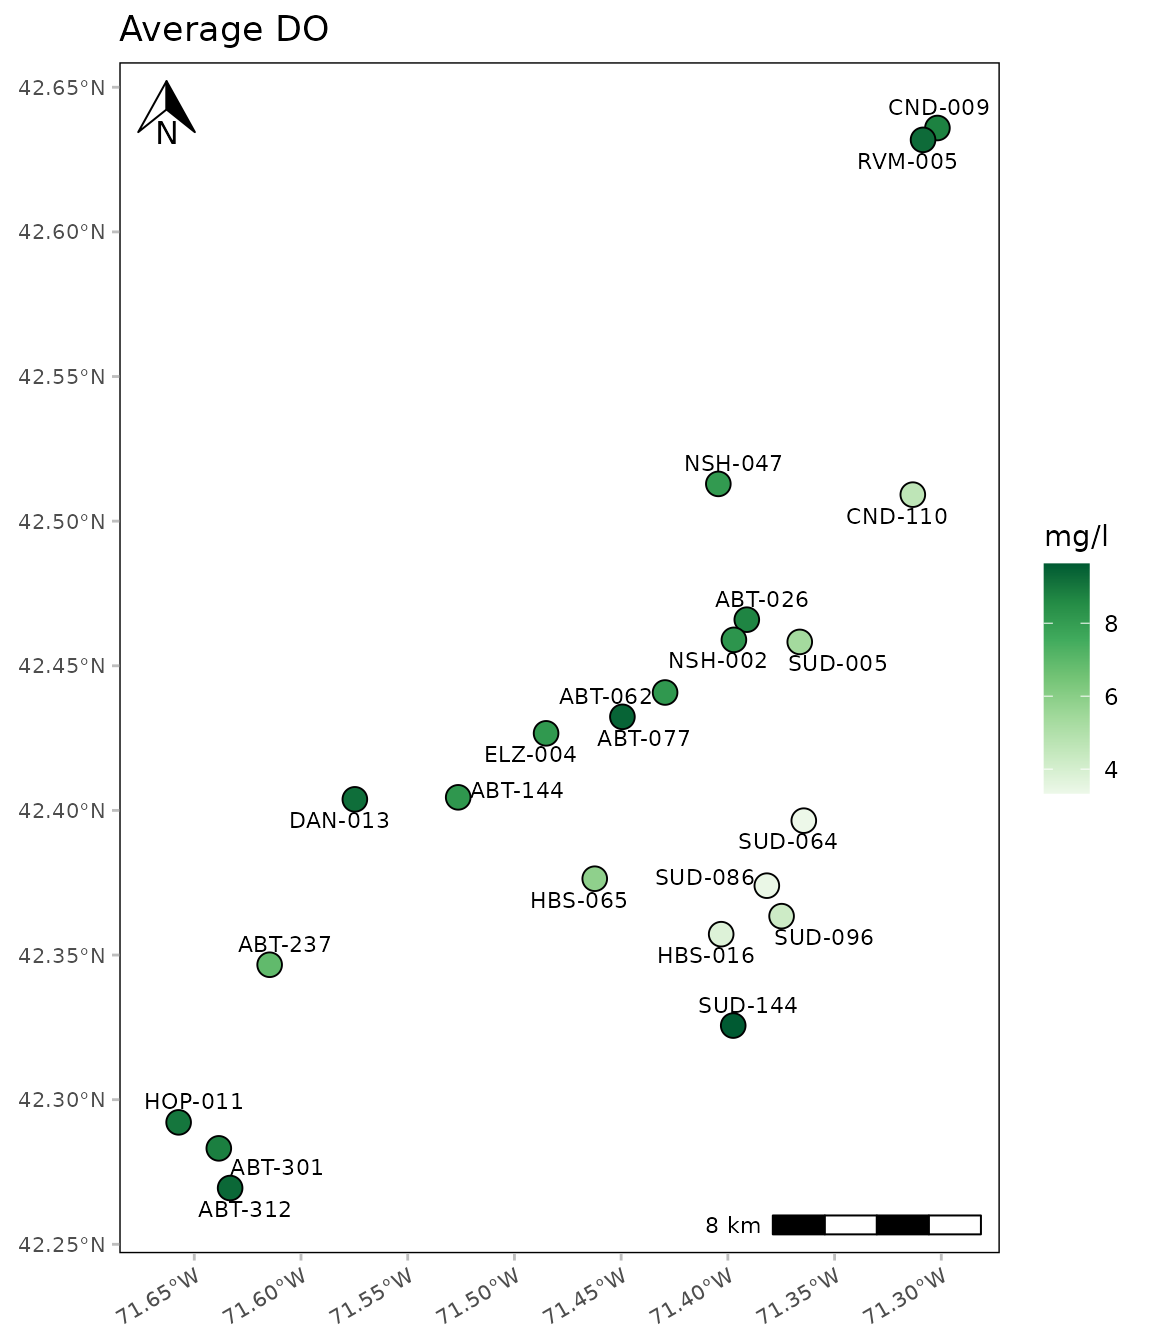 Average DO
42.65°N
N
CND-009
RVM-005
42.60°N
42.55°N
NSH-047
42.50°N
CND-110
mg/l
ABT-026
8
42.45°N
NSH-002
SUD-005
ABT-062
6
ABT-077
ELZ-004
4
ABT-144
42.40°N
DAN-013
SUD-064
SUD-086
HBS-065
SUD-096
ABT-237
42.35°N
HBS-016
SUD-144
42.30°N
HOP-011
ABT-301
ABT-312
8 km
42.25°N
71.65°W
71.60°W
71.55°W
71.50°W
71.45°W
71.40°W
71.35°W
71.30°W